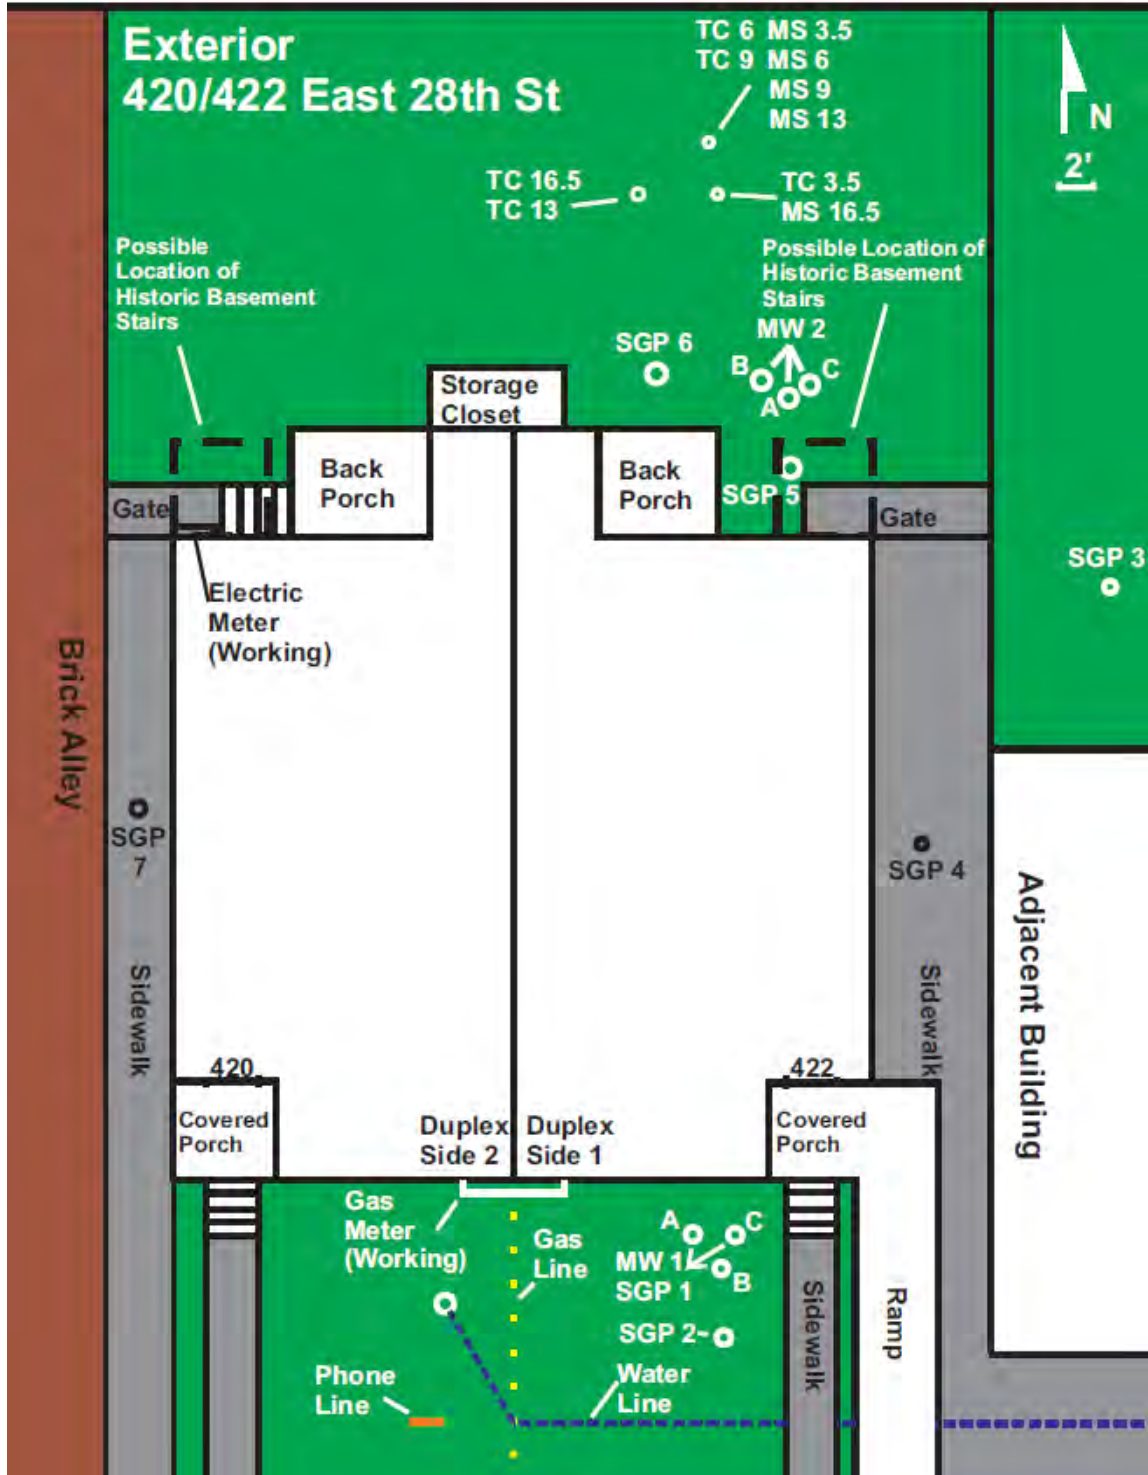 Exterior
420/422 East 28th St
TC 6 MS 3.5
TC 9 MS 6
MS 9
MS 13
N
2'
TC 16.5
TC 13
TC 3.5
MS 16.5
Possible
Location of
Historic Basement
Stairs
Possible Location of
Historic Basement
Stairs
MW 2
SGP 6
B
C
A
Storage
Closet
Back
Porch
Back
Porch
SGP 5
Gate
Gate
SGP 3
Electric
Meter
(Working)
Brick Alley
SGP
7
SGP 4
Sidewalk
Sidewalk
Adjacent Building
420
422
Covered
Porch
Covered
Porch
Duplex
Side 2
Duplex
Side 1
Gas
Meter
(Working)
Gas
Line
A
C
MW 1
B
SGP 1
SGP 2
Sidewalk
Ramp
Phone
Line
Water
Line